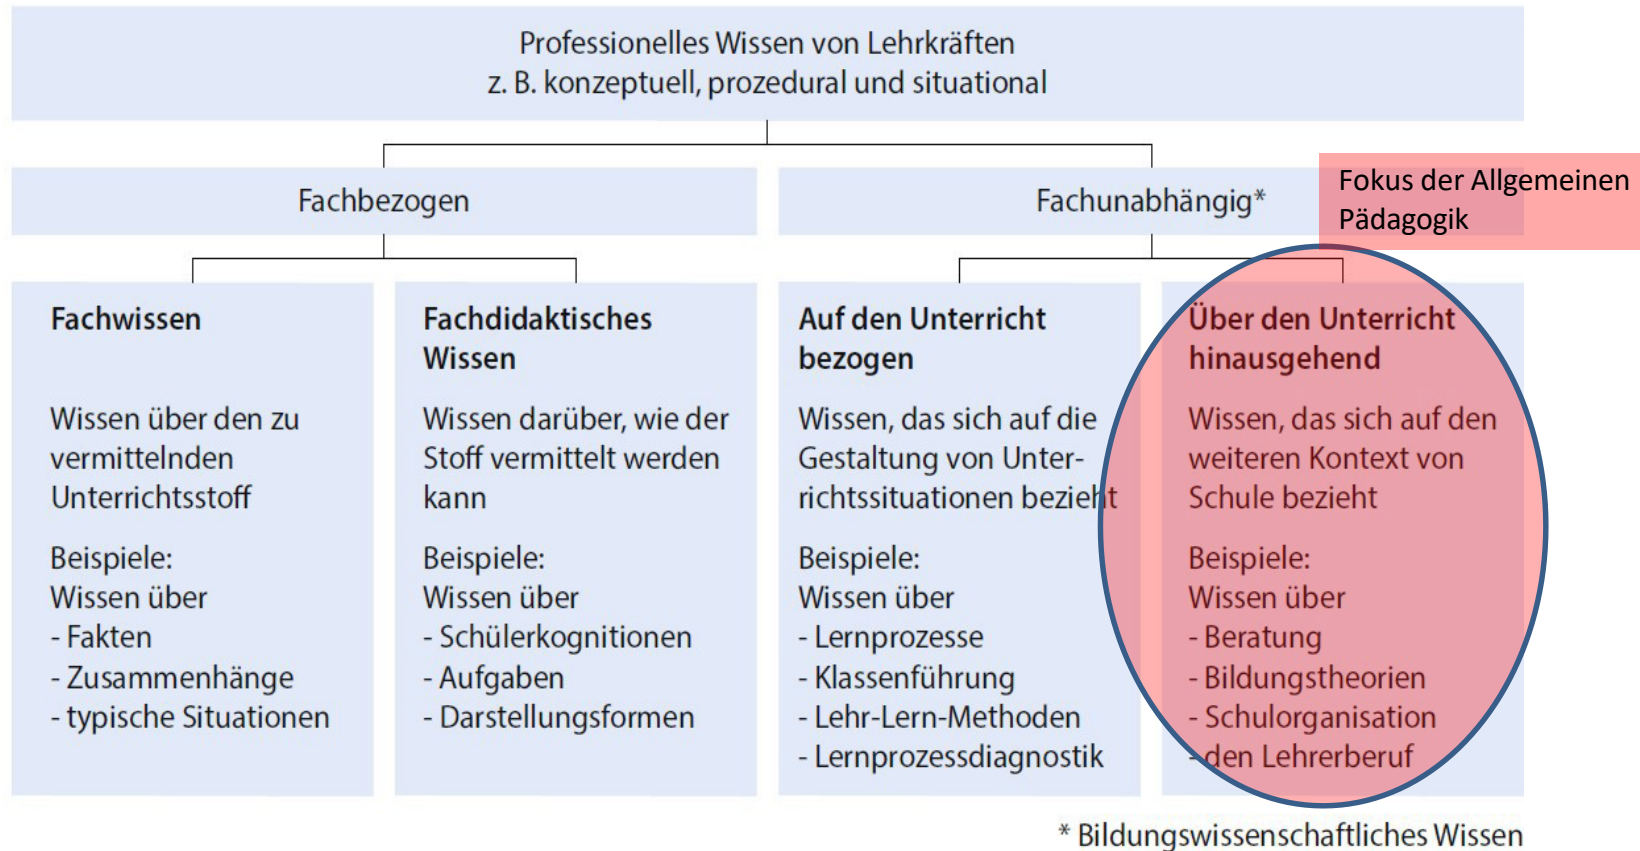 Professionelles Wissen von Lehrkräften
z. B. konzeptuell, prozedural und situational
Fachbezogen
Fachunabhängig*
Fokus der Allgemeinen
Pädagogik
Fachwissen
Wissen über den zu
vermittelnden
Unterrichtsstoff
Beispiele:
Wissen über
- Fakten
- Zusammenhänge
- typische Situationen
Fachdidaktisches
Wissen
Wissen darüber, wie der
Stoff vermittelt werden
kann
Beispiele:
Wissen über
- Schülerkognitionen
- Aufgaben
- Darstellungsformen
Auf den Unterricht
bezogen
Wissen, das sich auf die
Gestaltung von Unter-
richtssituationen bezieht
Beispiele:
Wissen über
- Lernprozesse
- Klassenführung
- Lehr-Lern-Methoden
- Lernprozessdiagnostik
Über den Unterricht
hinausgehend
Wissen, das sich auf den
weiteren Kontext von
Schule bezieht
Beispiele:
Wissen über
- Beratung
- Bildungstheorien
- Schulorganisation
- den Lehrerberuf
* Bildungswissenschaftliches Wissen